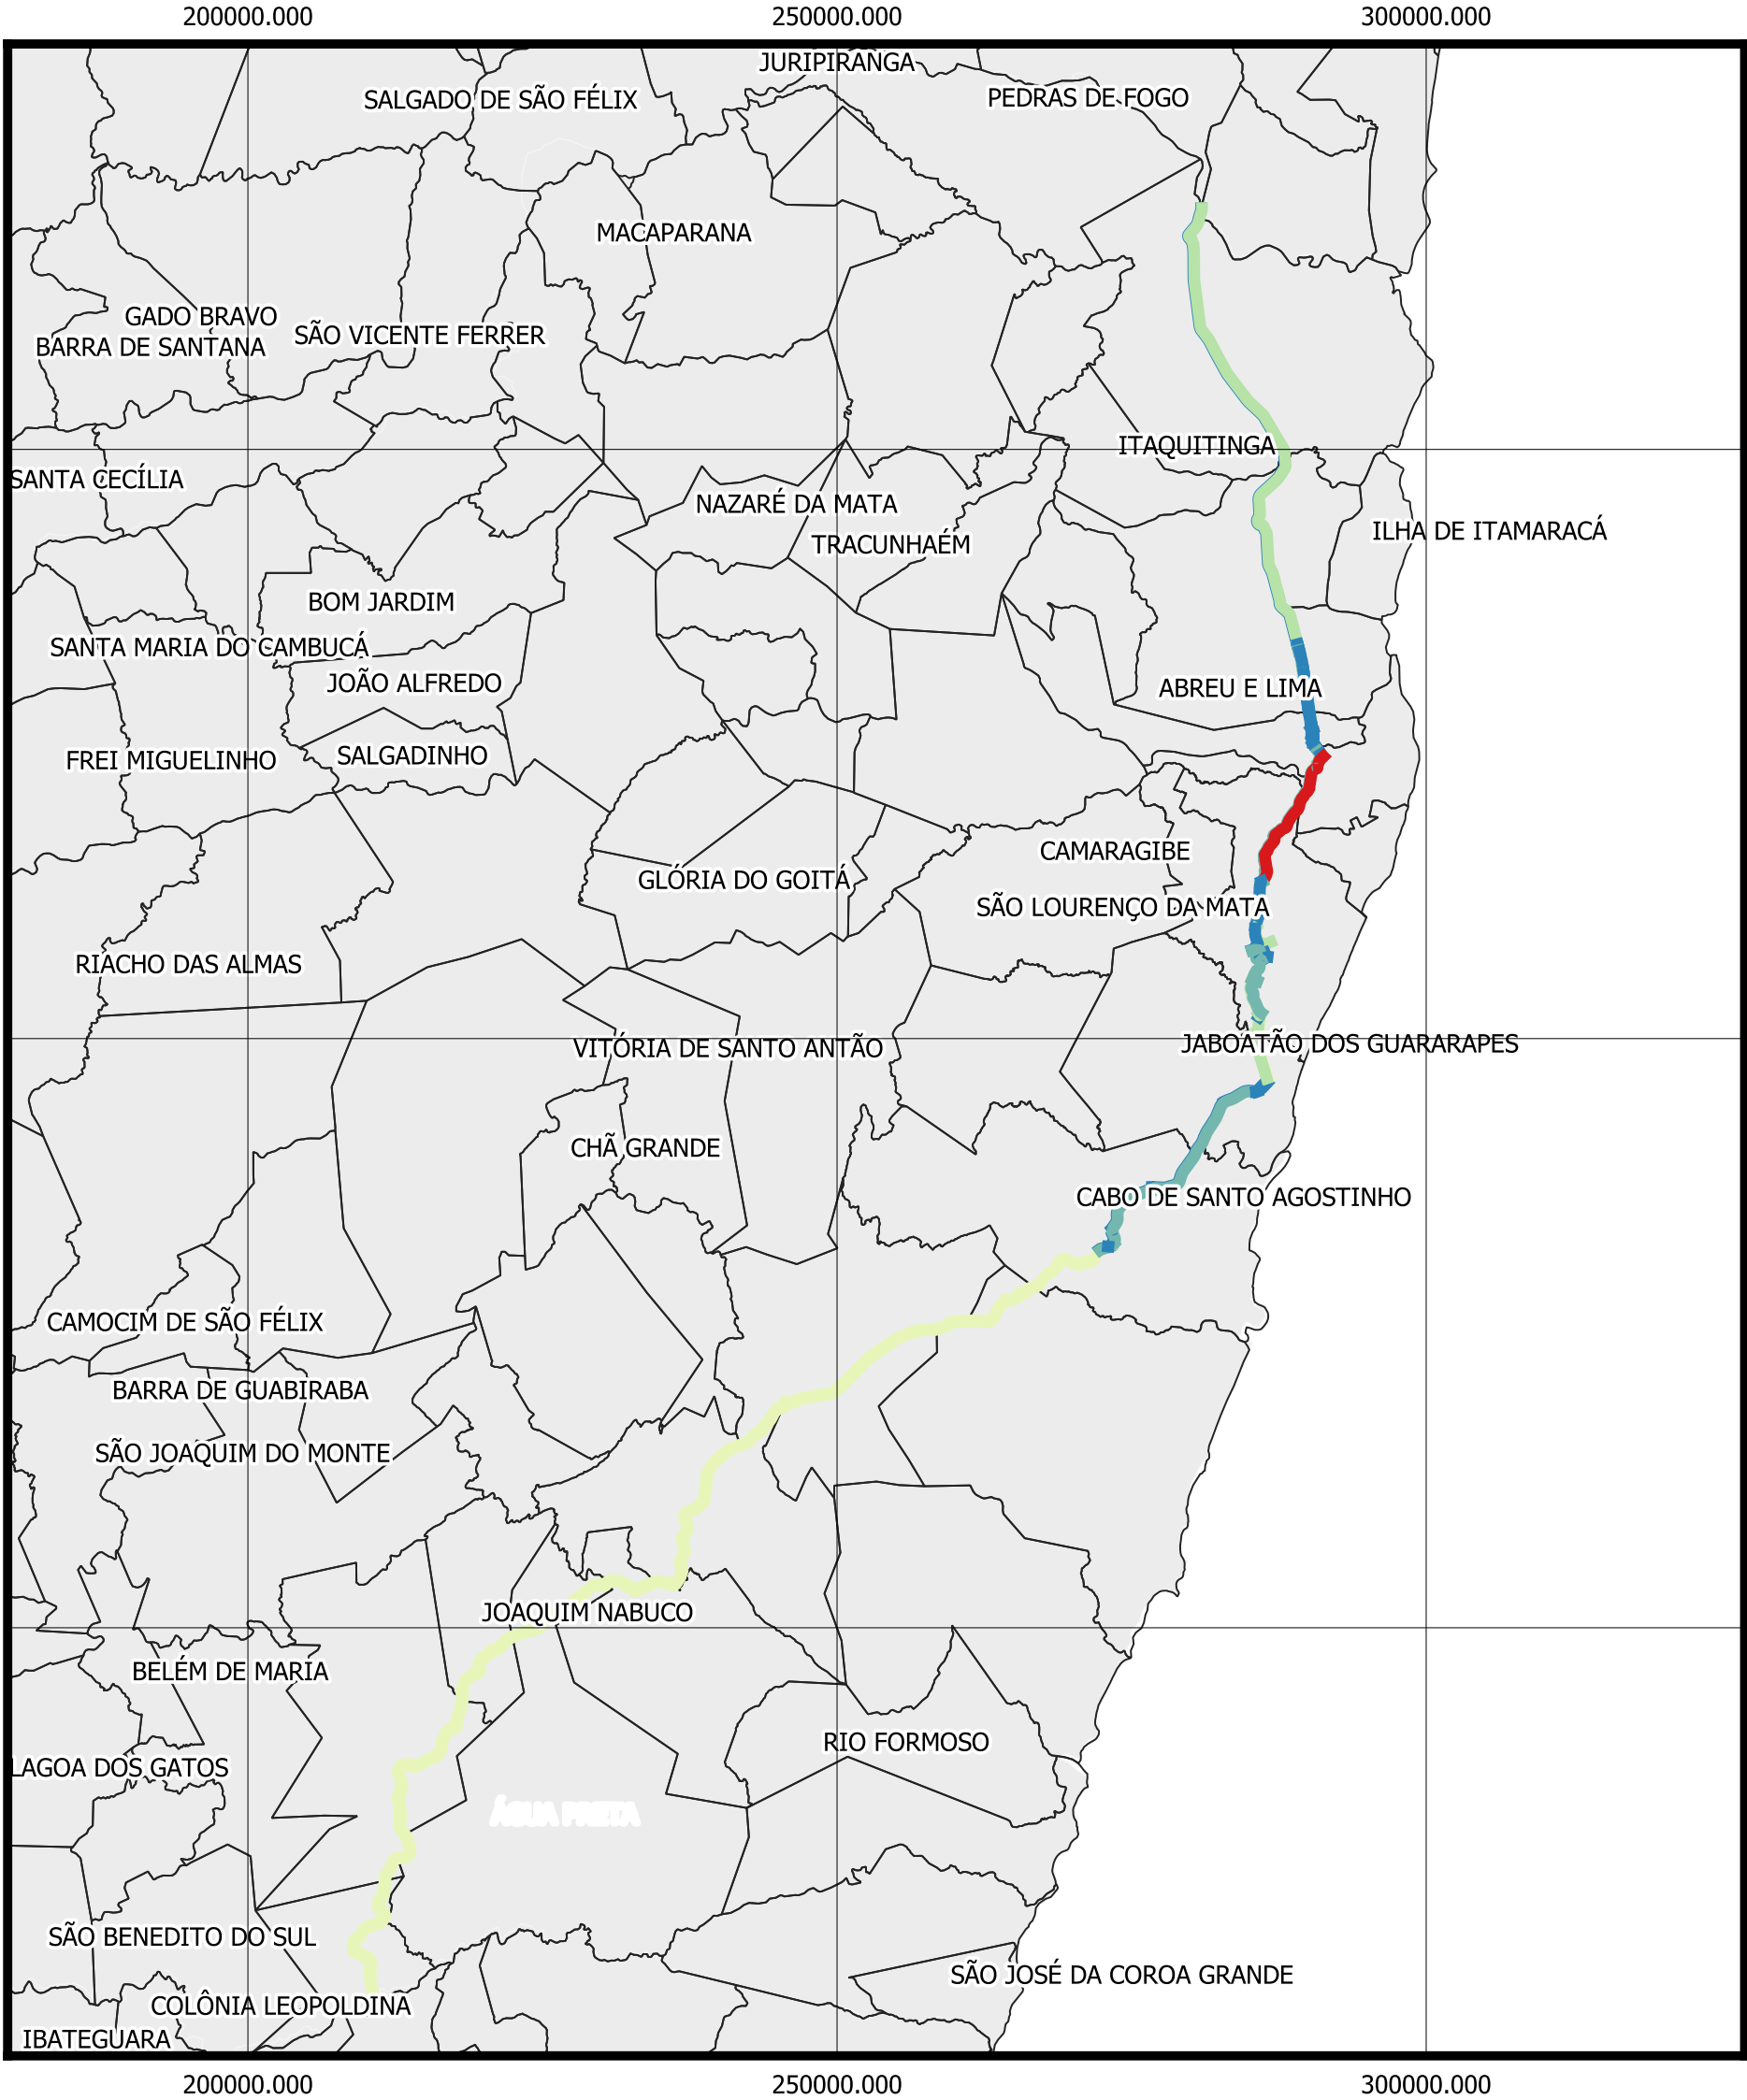 200000.000 250000.000 300000.000
JURIPIRANGA
SALGADO DE SÃO FÉLIX
PEDRAS DE FOGO
MACAPARANA
GADO BRAVO
SÃO VICENTE FERRER
BARRA DE SANTANA
ITAQUITINGA
SANTA CECÍLIA
NAZARÉ DA MATA
ILHA DE ITAMARACÁ
TRACUNHAÉM
BOM JARDIM
SANTA MARIA DO CAMBUCÁ
JOÃO ALFREDO
ABREU E LIMA
SALGADINHO
FREI MIGUELINHO
CAMARAGIBE
GLÓRIA DO GOITÁ
SÃO LOURENÇO DA MATA
RIACHO DAS ALMAS
JABOATÃO DOS GUARARAPES
VITÓRIA DE SANTO ANTÃO
CHÃ GRANDE
CABO DE SANTO AGOSTINHO
CAMOCIM DE SÃO FÉLIX
BARRA DE GUABIRABA
SÃO JOAQUIM DO MONTE
JOAQUIM NABUCO
BELÉM DE MARIA
RIO FORMOSO
LAGOA DOS GATOS
ÁGUA PRETA
SÃO BENEDITO DO SUL
SÃO JOSÉ DA COROA GRANDE
COLÔNIA LEOPOLDINA
IBATEGUARA
200000.000 250000.000 300000.000